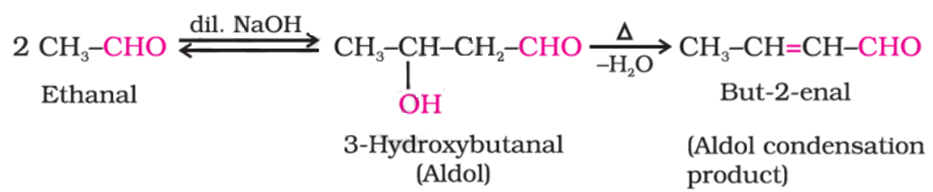 dil. NaOH
2 CH₃–CHO ⇌ CH₃–CH–CH₂–CHO →Δ –H₂O CH₃–CH=CH–CHO
Ethanal
OH
But-2-enal
3-Hydroxybutanal
(Aldol)
(Aldol condensation
product)